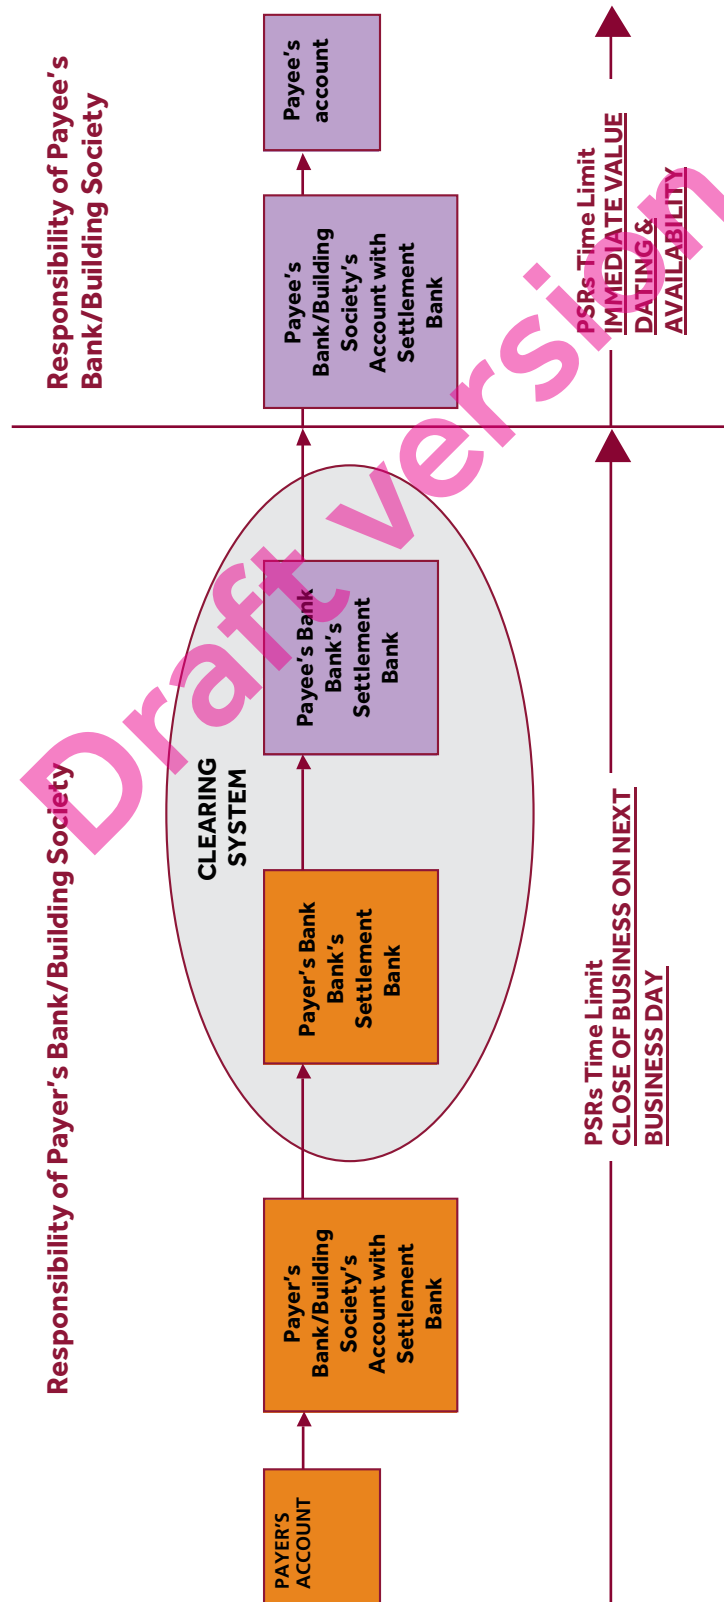 Responsibility of Payer's Bank/Building Society
Responsibility of Payee's
Bank/Building Society
PAYER'S
ACCOUNT
Payer's
Bank/Building
Society's
Account with
Settlement
Bank
CLEARING
SYSTEM
Payer's Bank
Bank's
Settlement
Bank
Payee's Bank
Bank's
Settlement
Bank
Payee's
Bank/Building
Society's
Account with
Settlement
Bank
Payee's
account
PSRs Time Limit
CLOSE OF BUSINESS ON NEXT
BUSINESS DAY
PSRs Time Limit
IMMEDIATE VALUE
DATING &
AVAILABILITY
Draft version